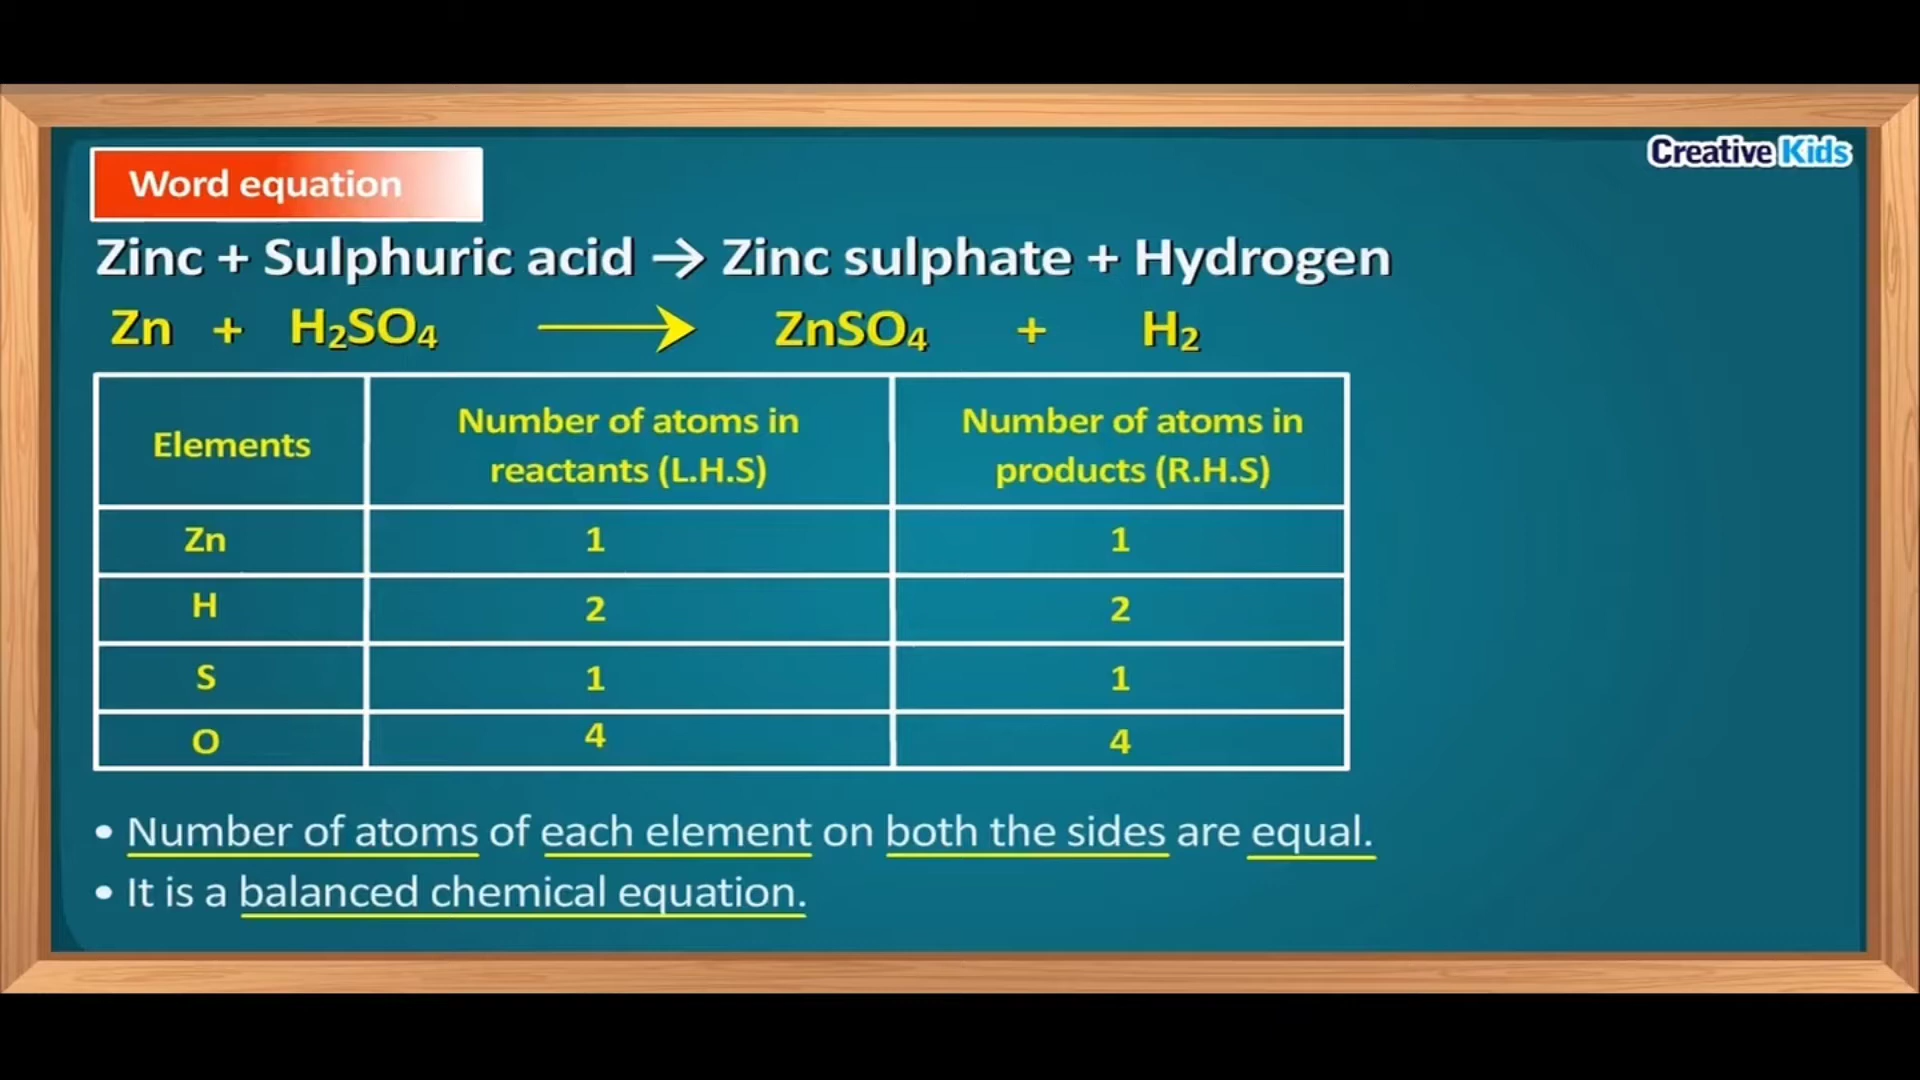 Creative Kids
Word equation
Zinc + Sulphuric acid → Zinc sulphate + Hydrogen
Zn + H₂SO₄ ⟶ ZnSO₄ + H₂
Elements
Number of atoms in
reactants (L.H.S)
Number of atoms in
products (R.H.S)
Zn 1 1
H 2 2
S 1 1
O 4 4
• Number of atoms of each element on both the sides are equal.
• It is a balanced chemical equation.